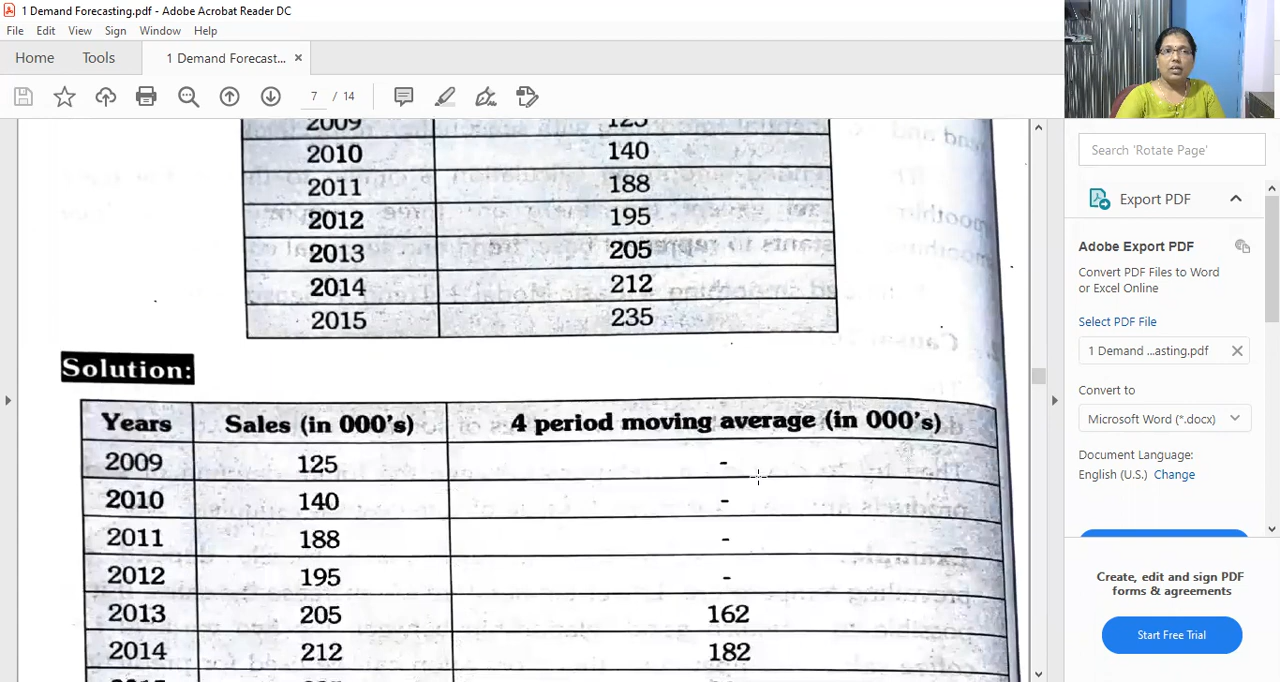 1 Demand Forecasting.pdf - Adobe Acrobat Reader DC
File Edit View Sign Window Help
Home Tools 1 Demand Forecast... ×
7 / 14
Search 'Rotate Page'
Export PDF
Adobe Export PDF
Convert PDF Files to Word
or Excel Online
Select PDF File
1 Demand ...asting.pdf
Convert to
Microsoft Word (*.docx)
Document Language:
English (U.S.) Change
Create, edit and sign PDF
forms & agreements
Start Free Trial
2009 125
2010 140
2011 188
2012 195
2013 205
2014 212
2015 235
Solution:
Years Sales (in 000's) 4 period moving average (in 000's)
2009 125 -
2010 140 -
2011 188 -
2012 195 -
2013 205 162
2014 212 182